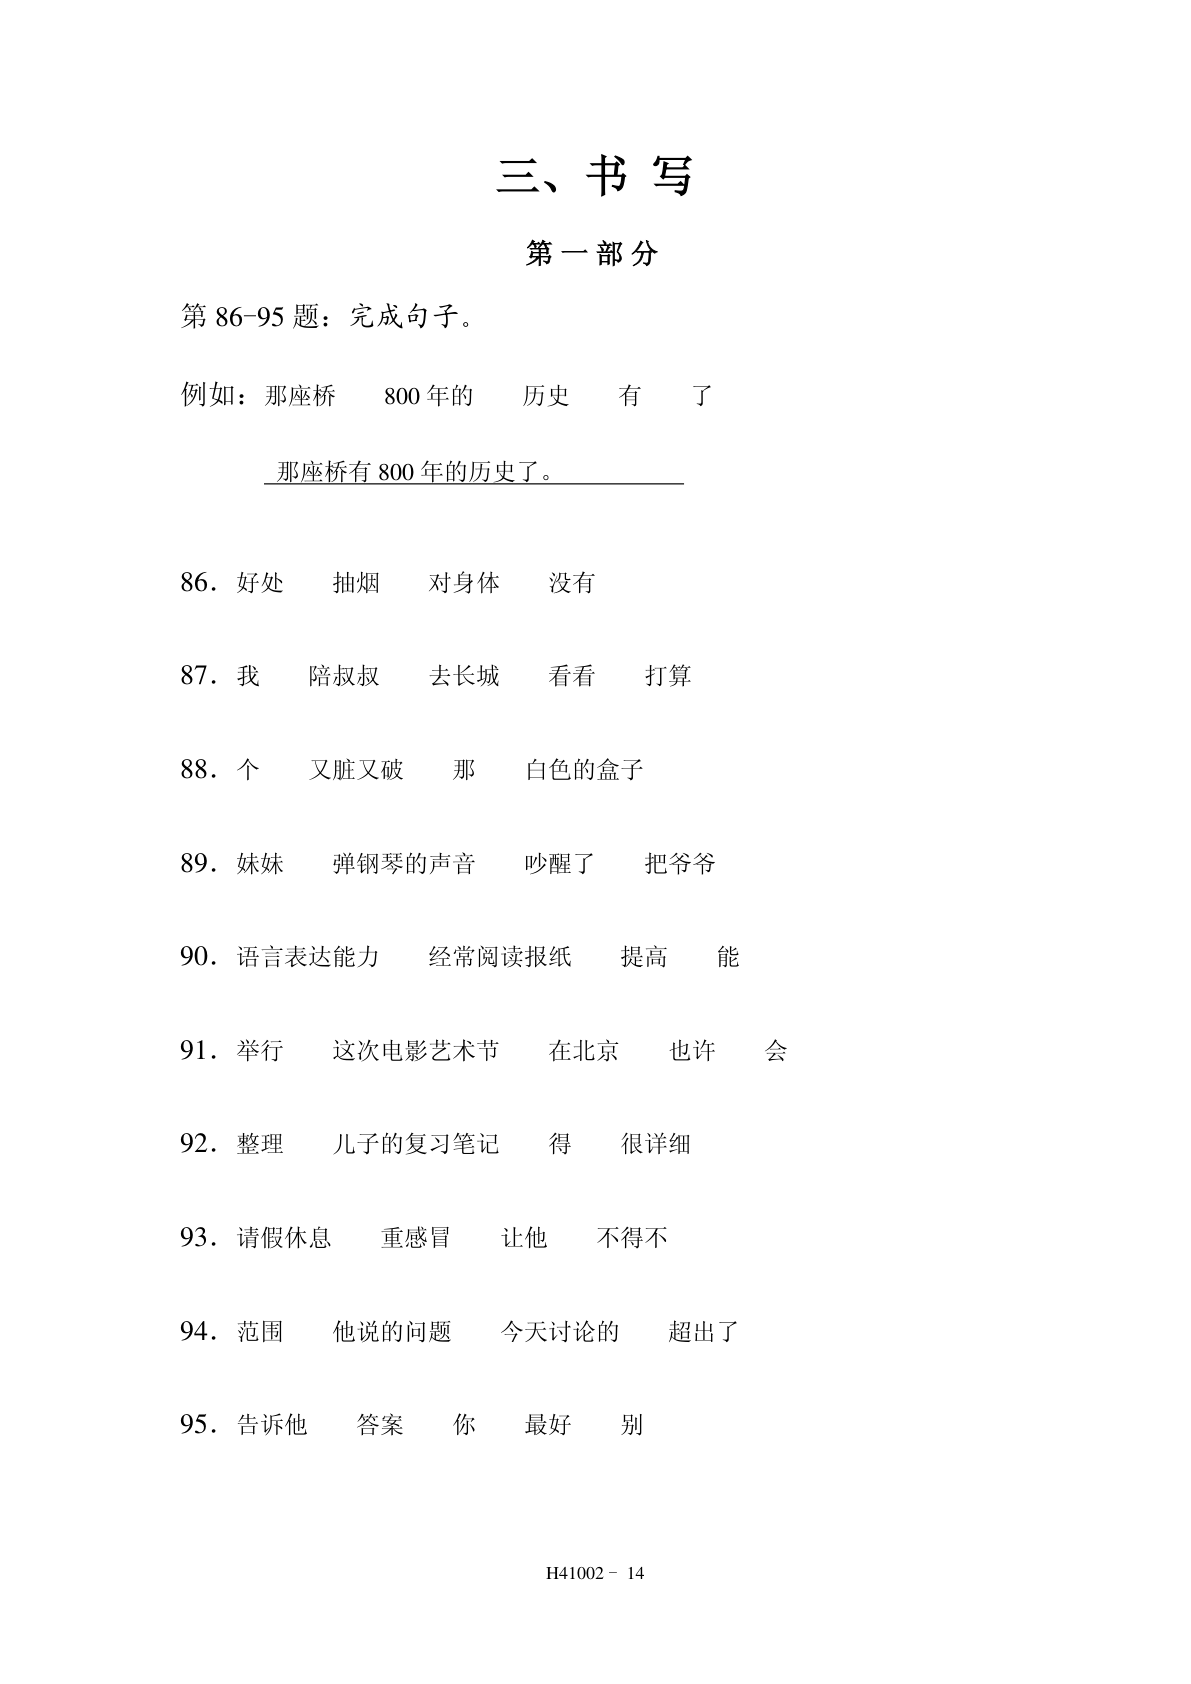 三、书 写
第 一 部 分
第 86-95 题：完成句子。
例如：那座桥 800 年的 历史 有 了
那座桥有 800 年的历史了。
86．好处 抽烟 对身体 没有
87．我 陪叔叔 去长城 看看 打算
88．个 又脏又破 那 白色的盒子
89．妹妹 弹钢琴的声音 吵醒了 把爷爷
90．语言表达能力 经常阅读报纸 提高 能
91．举行 这次电影艺术节 在北京 也许 会
92．整理 儿子的复习笔记 得 很详细
93．请假休息 重感冒 让他 不得不
94．范围 他说的问题 今天讨论的 超出了
95．告诉他 答案 你 最好 别
H41002 - 14